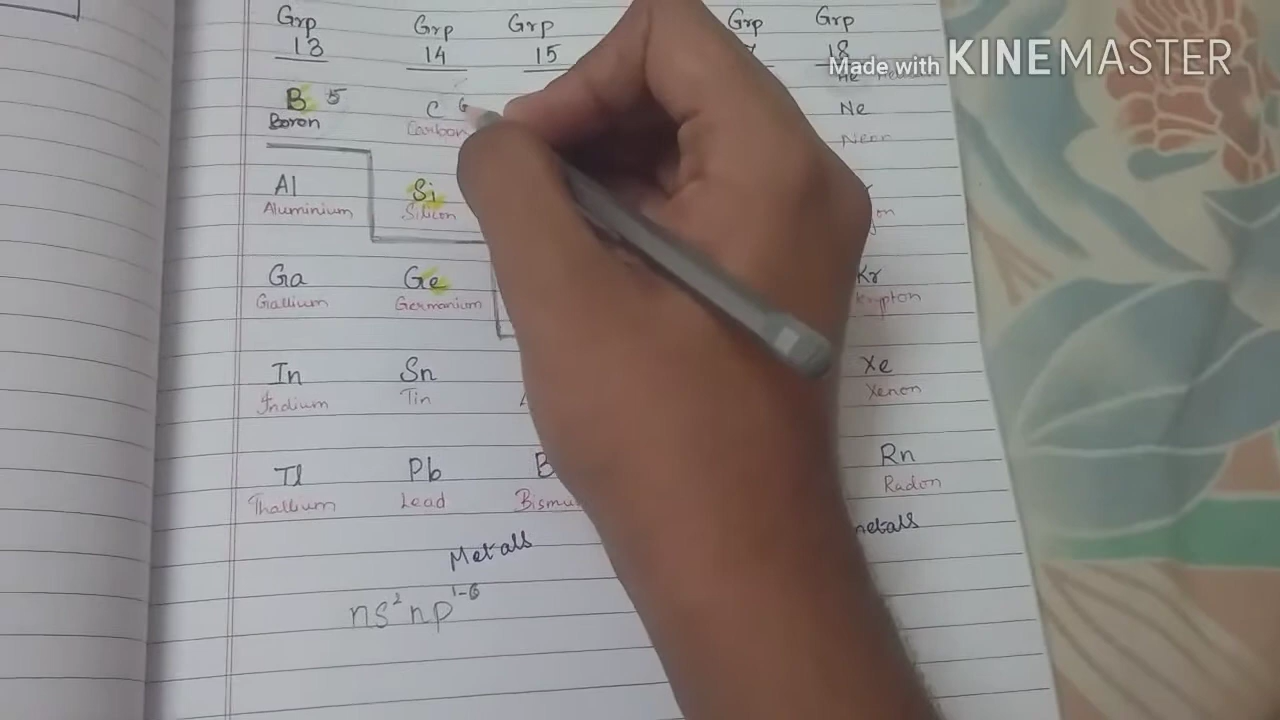 Grp Grp Grp Grp Grp
13 14 15 18
Made with KINEMASTER
He
B 5 C 6 Ne
Boron Carbon Neon
Al Si
Aluminium Silicon
Ga Ge Kr
Gallium Germanium Krypton
In Sn Xe
Indium Tin Xenon
Tl Pb Rn
Thallium Lead Radon
Metals
ns² np¹⁻⁶